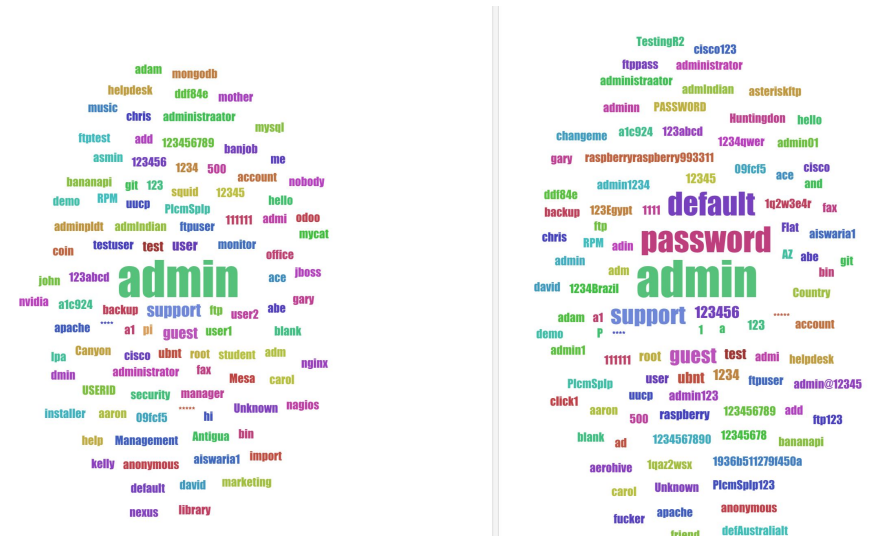 adam mongodb
helpdesk ddf84e mother
music chris administraator
mysql
ftptest add 123456789
banjob
asmin 123456 1234 500 me
account
bananapi git 123 squid 12345 nobody
demo RPM uucp PlcmSpIp hello
adminpldt admIndian ftpuser 111111 admi odoo
mycat
coin testuser test user monitor office
john 123abcd admin ace jboss
nvidia a1c924 backup support ftp user2 abe gary
apache **** a1 pi guest user1 blank
lpa Canyon cisco ubnt root student adm nginx
dmin administrator fax Mesa carol
USERID security manager
installer aaron 09fcf5 ***** hi Unknown nagios
help Management Antigua bin
kelly anonymous aiswaria1 import
default david marketing
nexus library
TestingR2 cisco123
ftppass administrator
administraator admIndian asteriskftp
adminn PASSWORD
Huntingdon hello
changeme a1c924 123abcd 1234qwer admin01
gary raspberryraspberry993311 09fcf5 ace cisco
admin1234 12345 and
ddf84e default 1q2w3e4r fax
backup 123Egypt 1111
ftp Flat
chris RPM adin password aiswaria1
AZ abe git
admin adm admin bin
david 1234Brazil Country
adam a1 support 123456 ***** account
demo P **** 1 a 123
admin1 111111 root guest test admi helpdesk
PlcmSpIp user ubnt 1234 ftpuser admin@12345
click1 uucp admin123
aaron 500 raspberry 123456789 add ftp123
blank ad 1234567890 12345678 bananapi
aerohive 1qaz2wsx 1936b511279f450a
carol Unknown PlcmSpIp123
fucker apache anonymous
friend defAustraliaIt